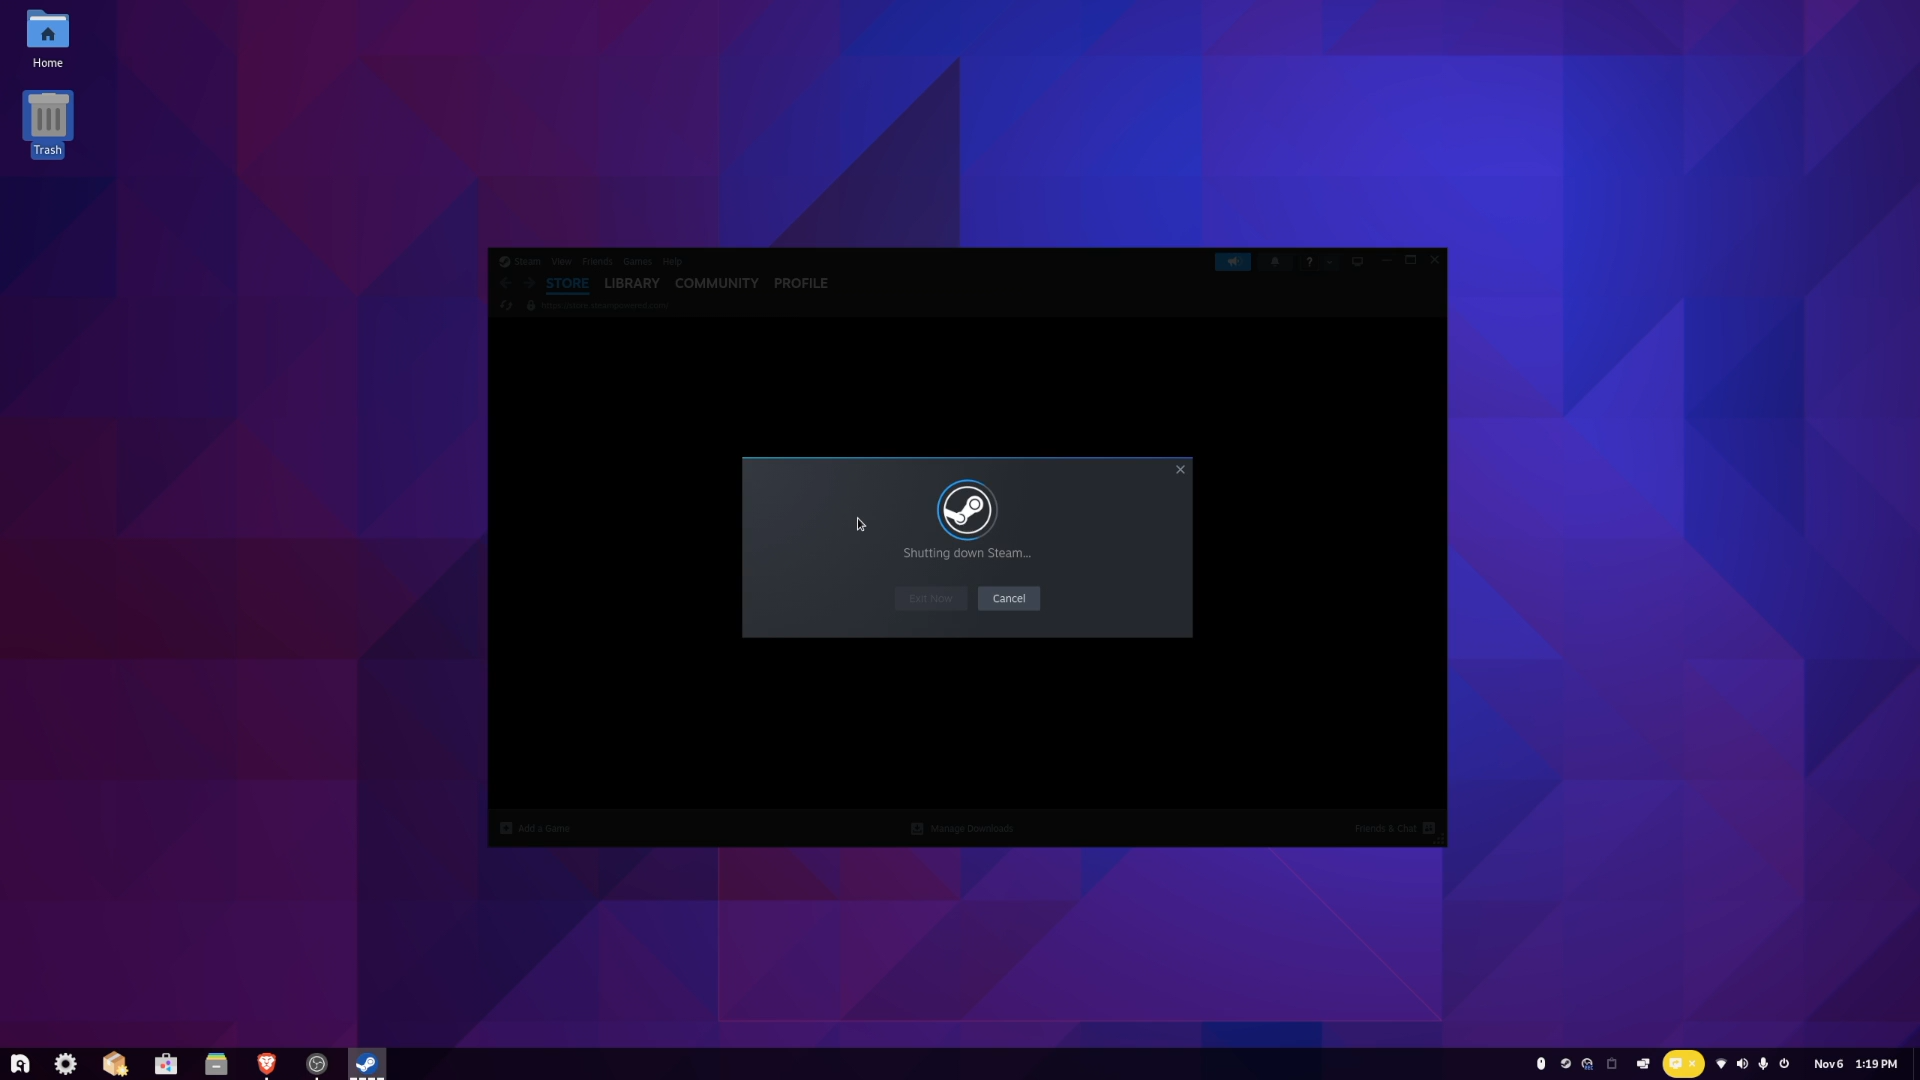 Home
Trash
Steam View Friends Games Help
STORE LIBRARY COMMUNITY PROFILE
Shutting down Steam...
Exit Now Cancel
Add a Game
Manage Downloads
Friends & Chat
Nov 6 1:19 PM